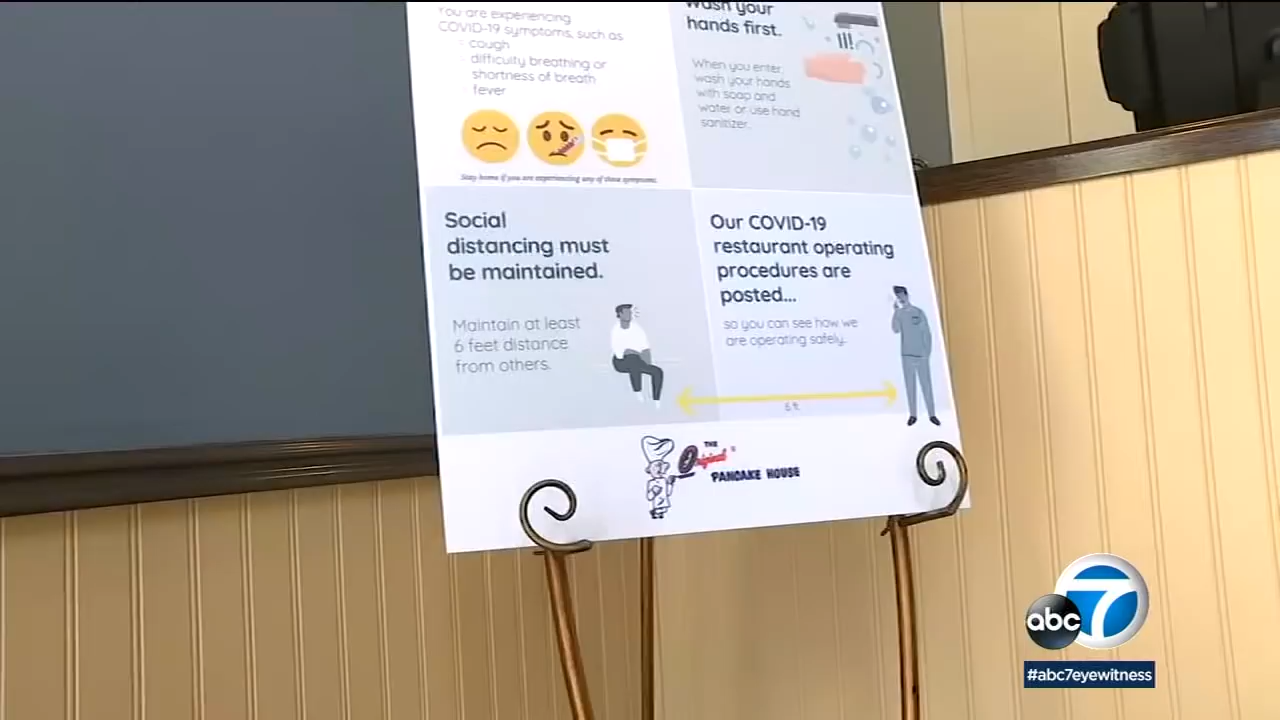 You are experiencing
COVID-19 symptoms, such as
cough
difficulty breathing or
shortness of breath
fever
Stay home if you are experiencing any of these symptoms.
Wash your
hands first.
When you enter,
wash your hands
with soap and
water or use hand
sanitizer.
Social
distancing must
be maintained.
Maintain at least
6 feet distance
from others.
Our COVID-19
restaurant operating
procedures are
posted...
so you can see how we
are operating safely.
6 ft
THE
Original
PANCAKE HOUSE
abc 7
#abc7eyewitness